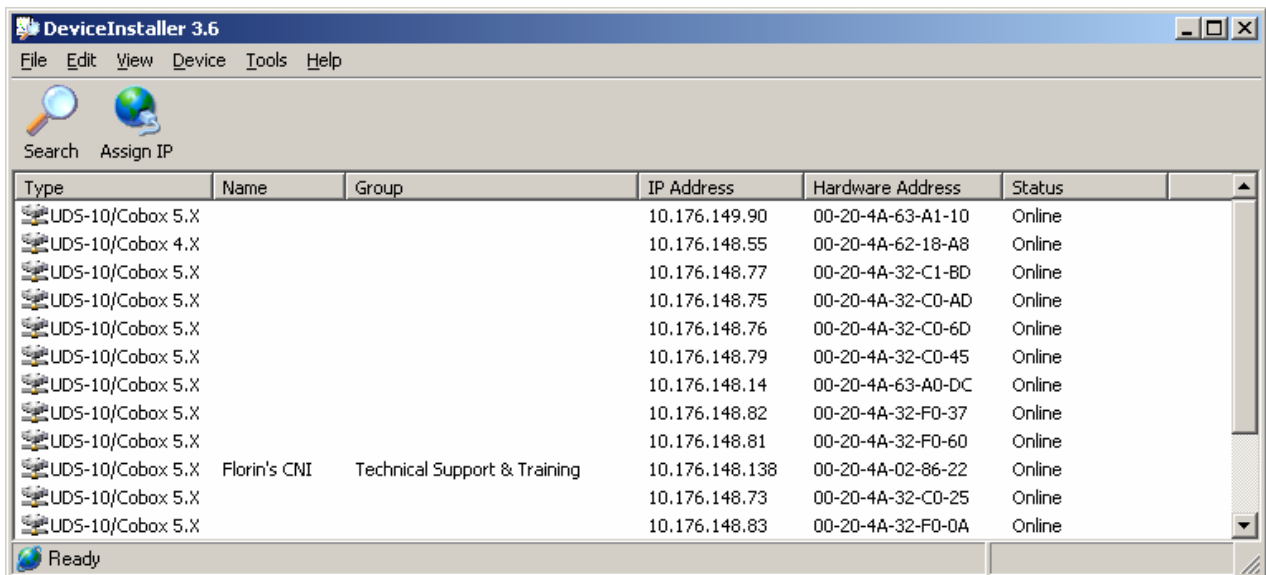 DeviceInstaller 3.6
File Edit View Device Tools Help
Search Assign IP
Type Name Group IP Address Hardware Address Status
UDS-10/Cobox 5.X 10.176.149.90 00-20-4A-63-A1-10 Online
UDS-10/Cobox 4.X 10.176.148.55 00-20-4A-62-18-A8 Online
UDS-10/Cobox 5.X 10.176.148.77 00-20-4A-32-C1-BD Online
UDS-10/Cobox 5.X 10.176.148.75 00-20-4A-32-C0-AD Online
UDS-10/Cobox 5.X 10.176.148.76 00-20-4A-32-C0-6D Online
UDS-10/Cobox 5.X 10.176.148.79 00-20-4A-32-C0-45 Online
UDS-10/Cobox 5.X 10.176.148.14 00-20-4A-63-A0-DC Online
UDS-10/Cobox 5.X 10.176.148.82 00-20-4A-32-F0-37 Online
UDS-10/Cobox 5.X 10.176.148.81 00-20-4A-32-F0-60 Online
UDS-10/Cobox 5.X Florin's CNI Technical Support & Training 10.176.148.138 00-20-4A-02-86-22 Online
UDS-10/Cobox 5.X 10.176.148.73 00-20-4A-32-C0-25 Online
UDS-10/Cobox 5.X 10.176.148.83 00-20-4A-32-F0-0A Online
Ready